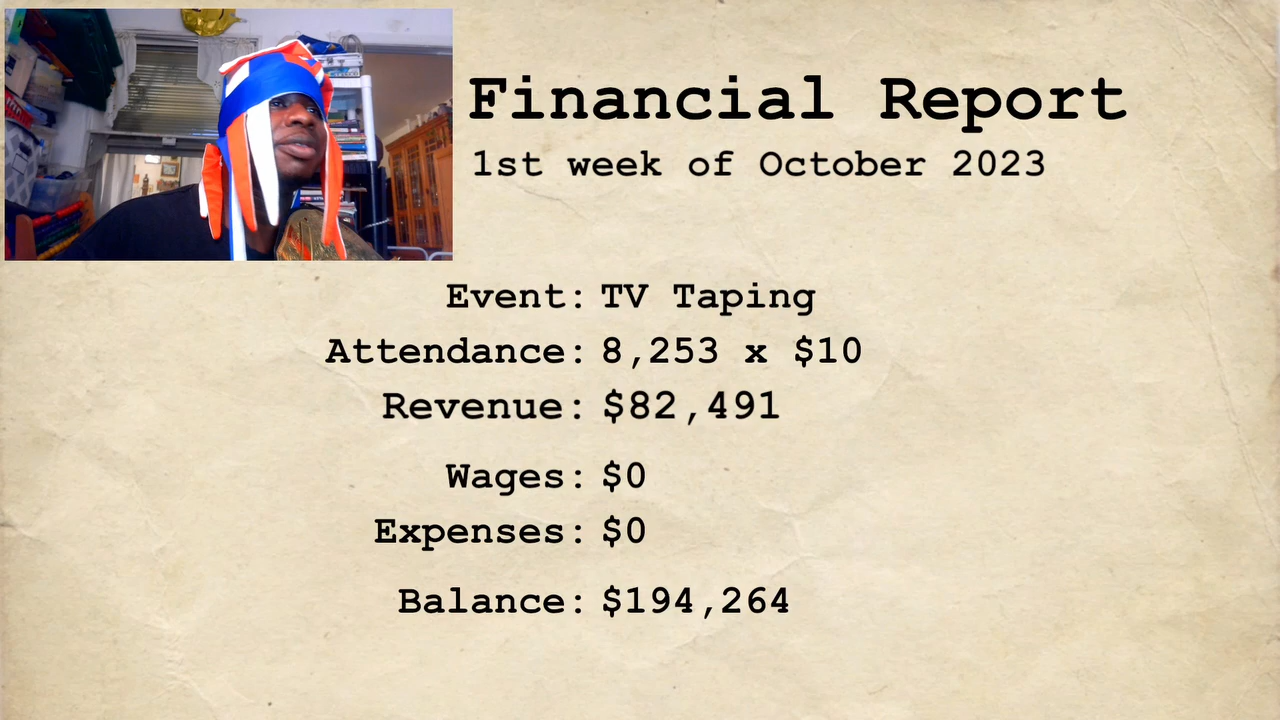 Financial Report
1st week of October 2023
Event: TV Taping
Attendance: 8,253 x $10
Revenue: $82,491
Wages: $0
Expenses: $0
Balance: $194,264